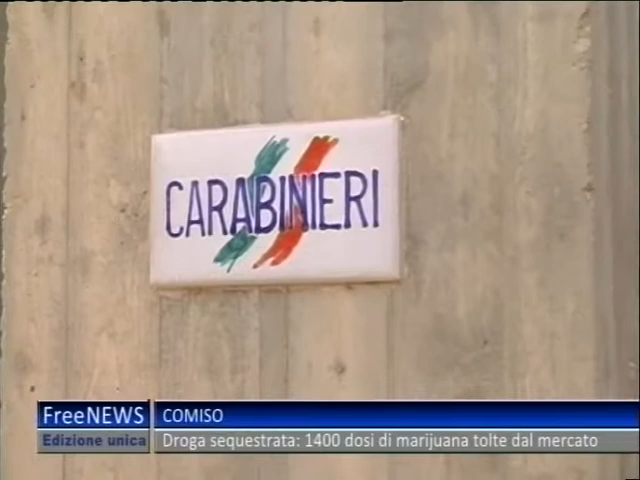 CARABINIERI
FreeNEWS
COMISO
Edizione unica
Droga sequestrata: 1400 dosi di marijuana tolte dal mercato